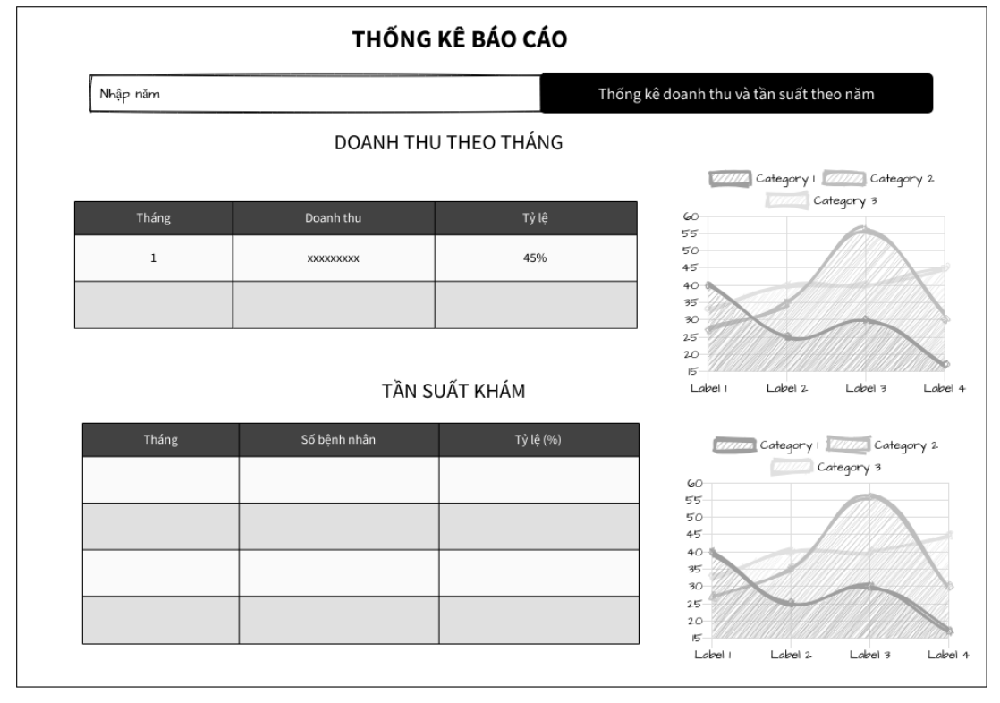 THỐNG KÊ BÁO CÁO
Nhập năm
Thống kê doanh thu và tần suất theo năm
DOANH THU THEO THÁNG
Tháng Doanh thu Tỷ lệ
1 xxxxxxxxx 45%
Category 1 Category 2
Category 3
60
55
50
45
40
35
30
25
20
15
Label 1 Label 2 Label 3 Label 4
TẦN SUẤT KHÁM
Tháng Số bệnh nhân Tỷ lệ (%)
Category 1 Category 2
Category 3
60
55
50
45
40
35
30
25
20
15
Label 1 Label 2 Label 3 Label 4